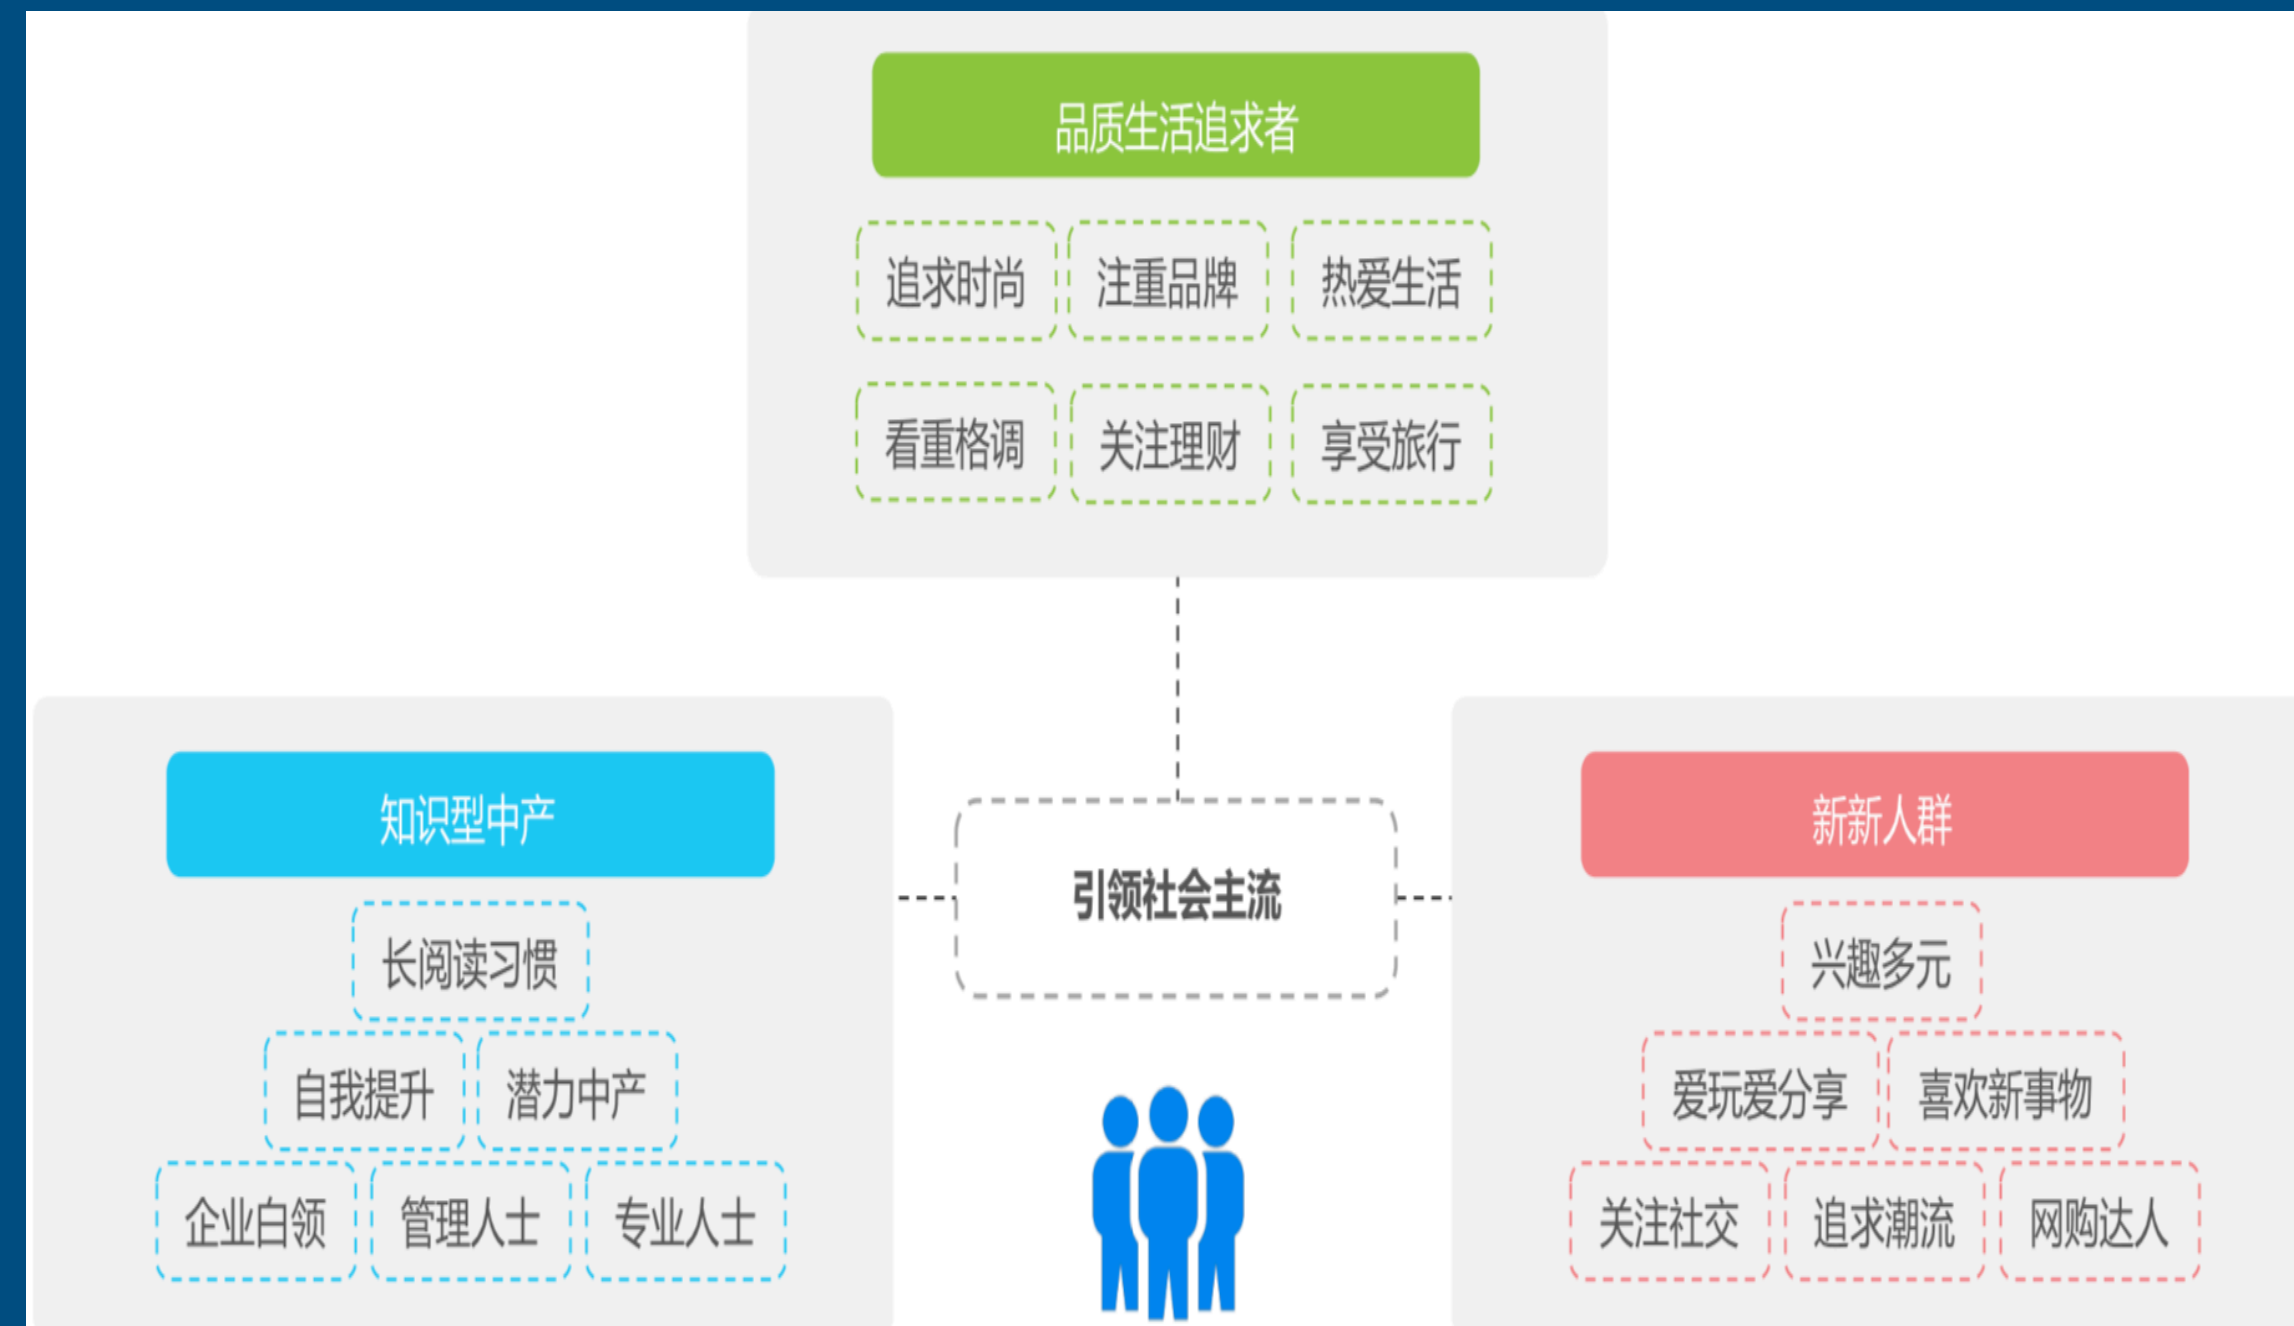 品质生活追求者
追求时尚 注重品牌 热爱生活
看重格调 关注理财 享受旅行
引领社会主流
知识型中产
长阅读习惯
自我提升 潜力中产
企业白领 管理人士 专业人士
新新人群
兴趣多元
爱玩爱分享 喜欢新事物
关注社交 追求潮流 网购达人